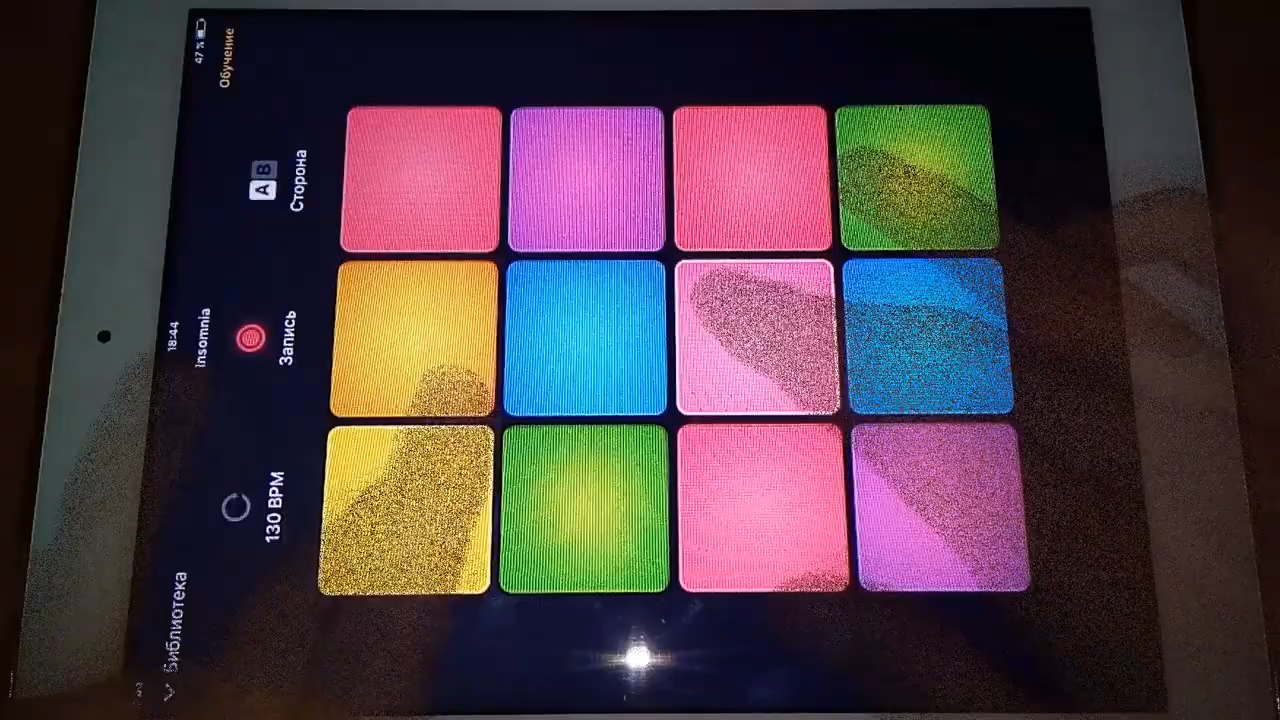 18:44
47 %
Библиотека
Insomnia
Обучение
130 BPM
Запись
A B
Сторона